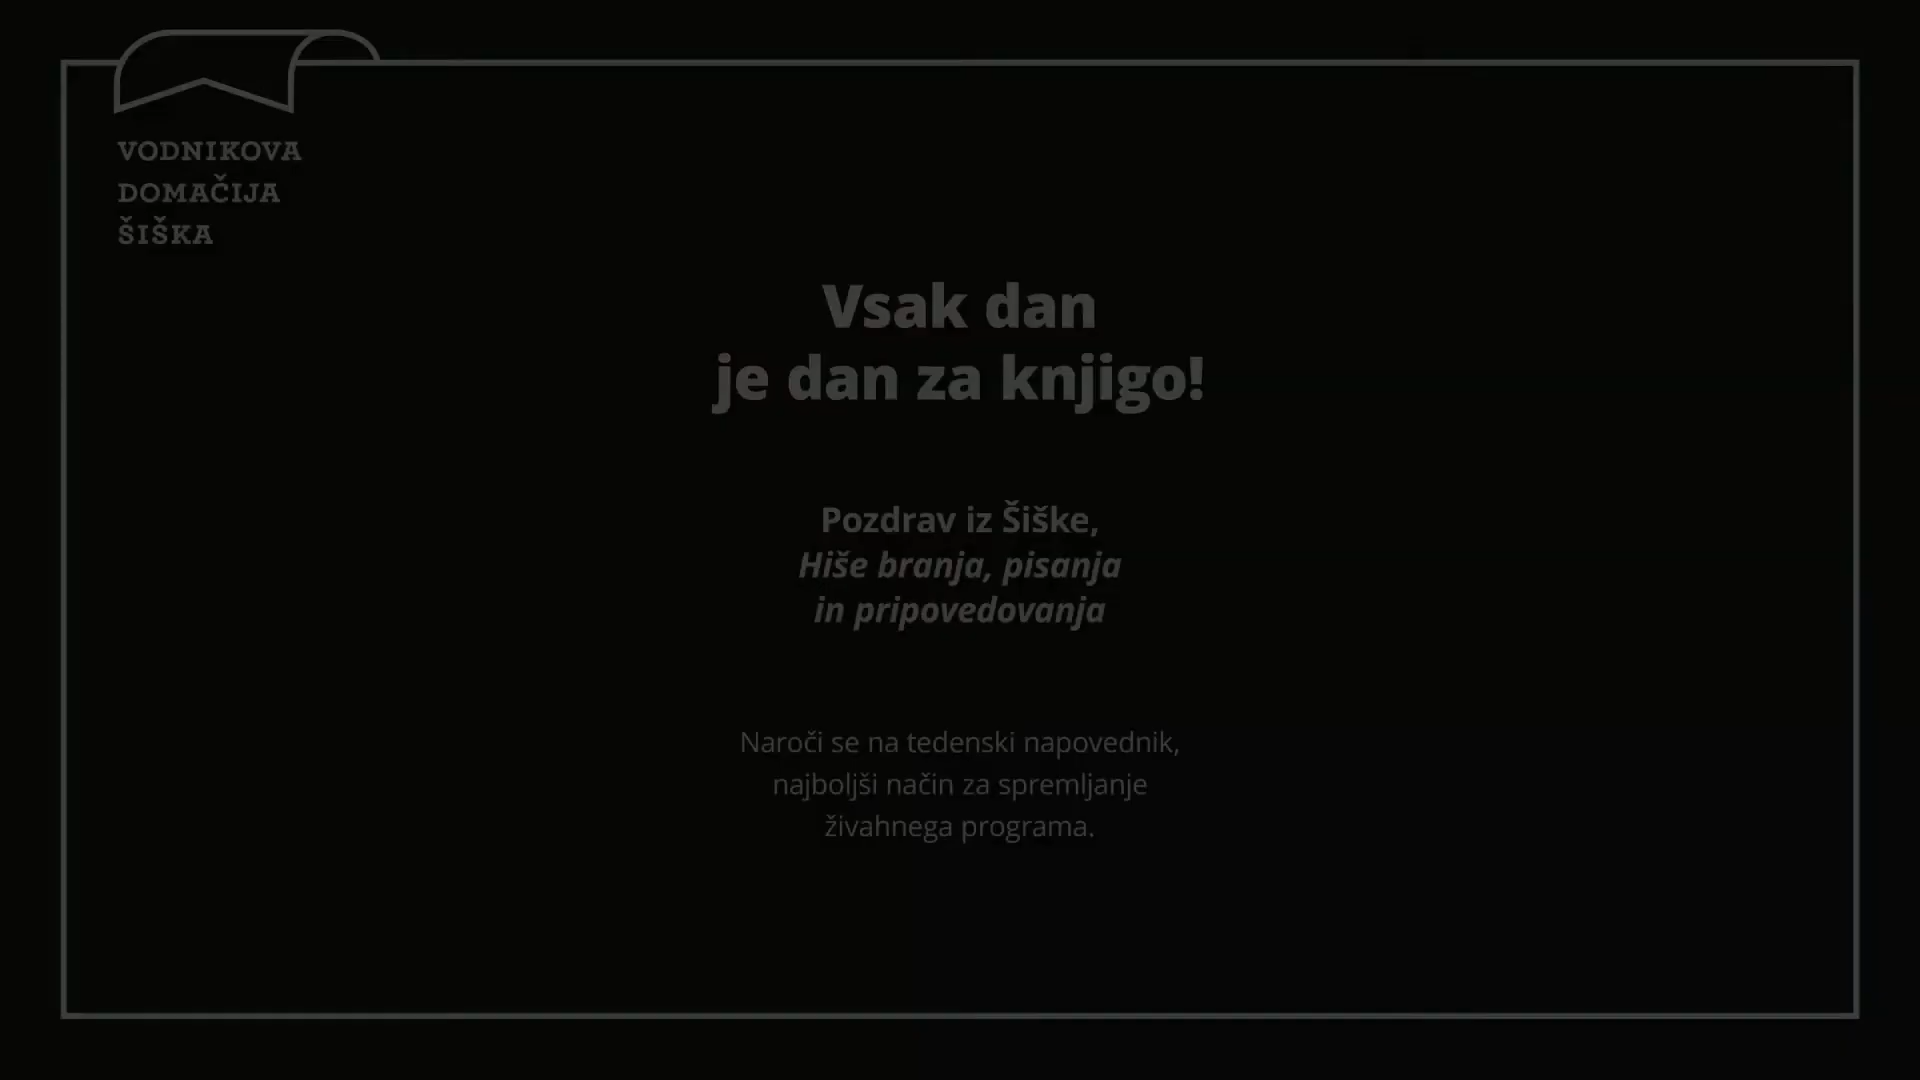 VODNIKOVA
DOMAČIJA
ŠIŠKA
Vsak dan
je dan za knjigo!
Pozdrav iz Šiške,
Hiše branja, pisanja
in pripovedovanja
Naroči se na tedenski napovednik,
najboljši način za spremljanje
živahnega programa.